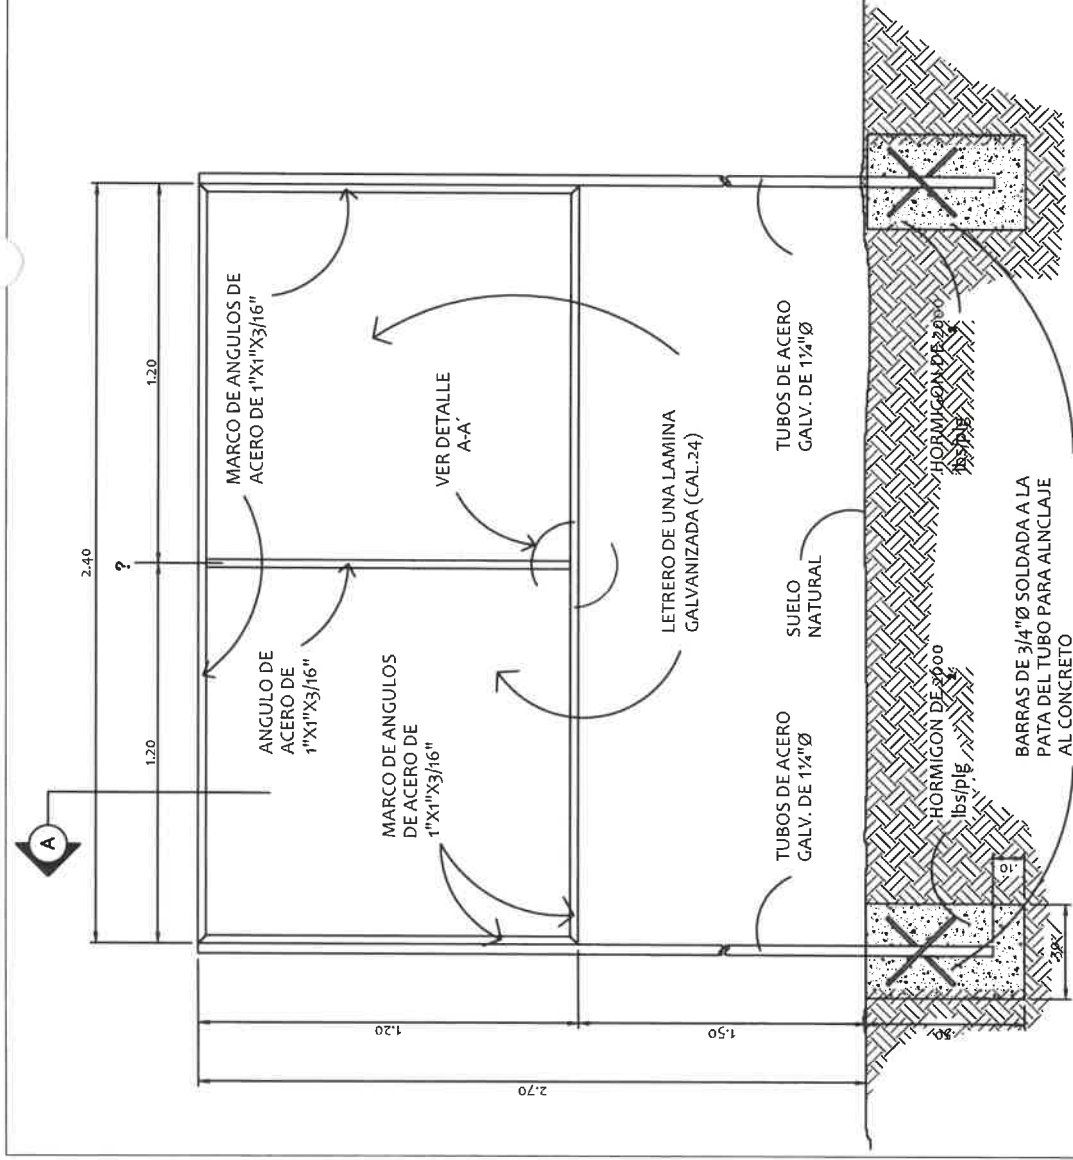 A
2.40
1.20
1.20
?
MARCO DE ANGULOS DE
ACERO DE 1"X1"X3/16"
ANGULO DE
ACERO DE
1"X1"X3/16"
VER DETALLE
A-A´
MARCO DE ANGULOS
DE ACERO DE
1"X1"X3/16"
LETRERO DE UNA LAMINA
GALVANIZADA (CAL.24)
TUBOS DE ACERO
GALV. DE 1¼"Ø
TUBOS DE ACERO
GALV. DE 1¼"Ø
SUELO
NATURAL
1.20
1.50
2.70
.50
.30
.10
HORMIGON DE 2000
lbs/plg 2
HORMIGON DE 2000
lbs/plg 2
BARRAS DE 3/4"Ø SOLDADA A LA
PATA DEL TUBO PARA ALNCLAJE
AL CONCRETO